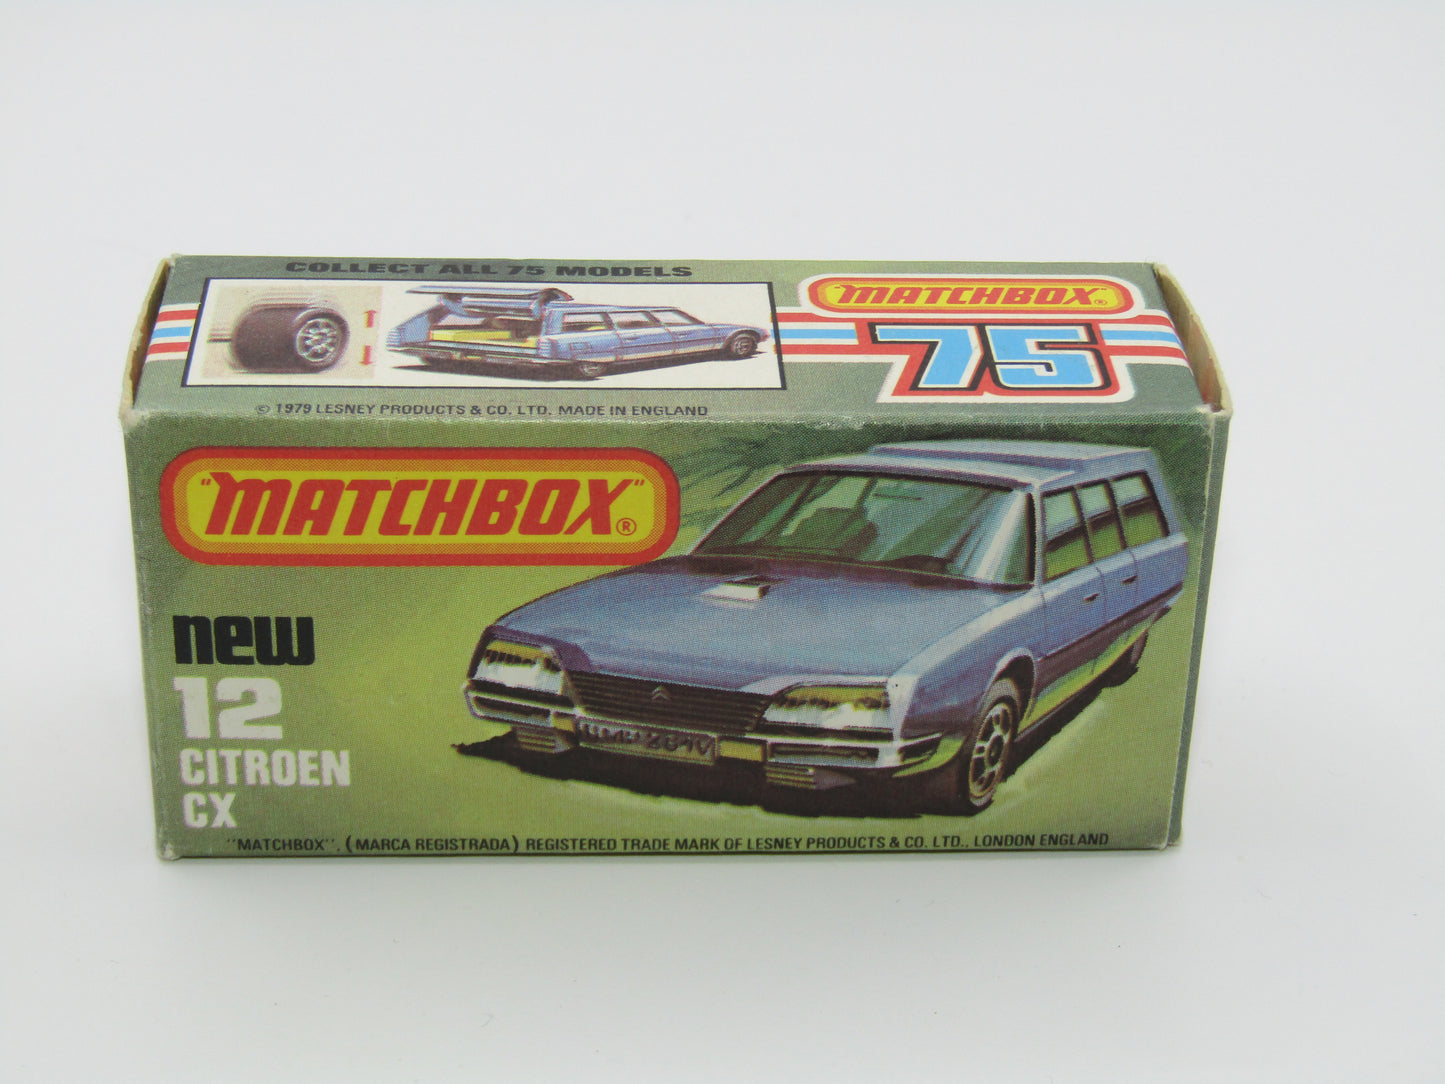 COLLECT ALL 75 MODELS
"MATCHBOX"®
75
© 1979 LESNEY PRODUCTS & CO. LTD. MADE IN ENGLAND
"MATCHBOX"®
new
12
CITROEN
CX
"MATCHBOX", (MARCA REGISTRADA) REGISTERED TRADE MARK OF LESNEY PRODUCTS & CO. LTD., LONDON ENGLAND